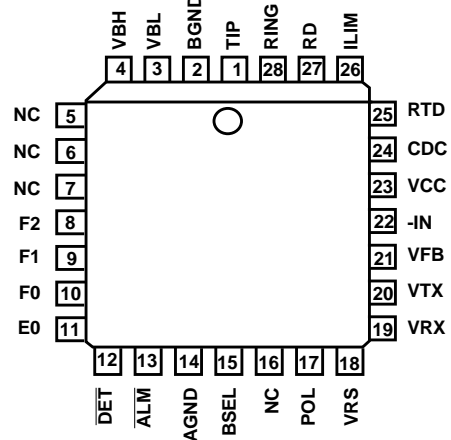 VBH VBL BGND TIP RING RD ILIM
4 3 2 1 28 27 26
NC 5 25 RTD
NC 6 24 CDC
NC 7 23 VCC
F2 8 22 -IN
F1 9 21 VFB
F0 10 20 VTX
E0 11 19 VRX
12 13 14 15 16 17 18
DET ALM AGND BSEL NC POL VRS